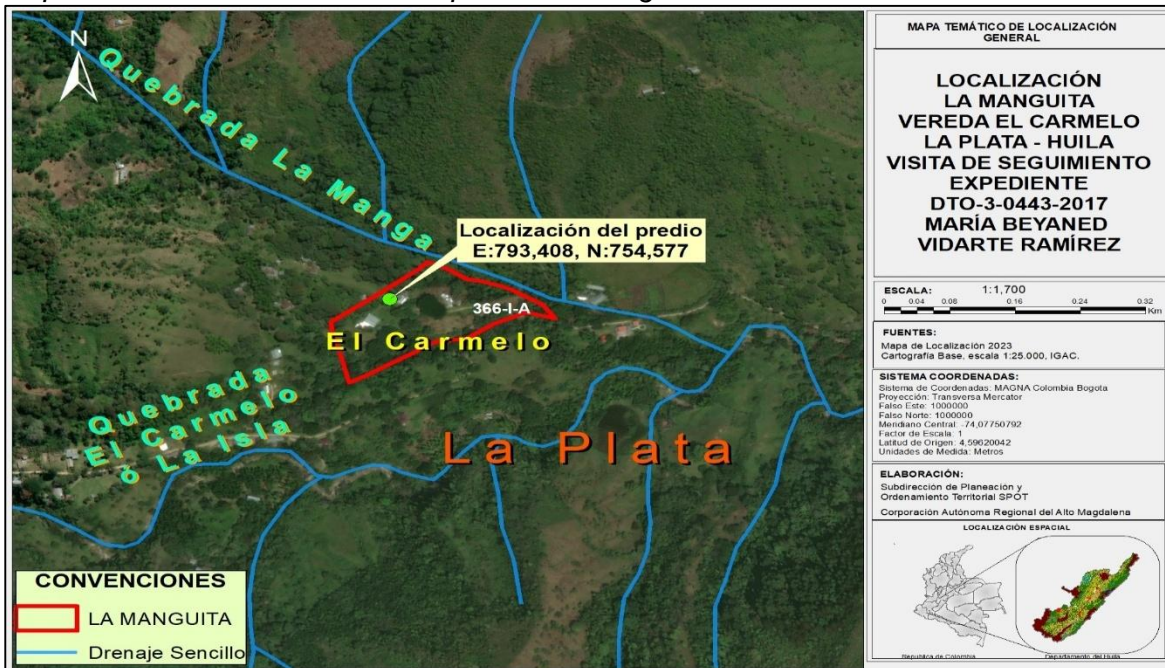 N
Quebrada La Manga
Localización del predio
E:793,408, N:754,577
366-I-A
El Carmelo
Quebrada
El Carmelo
ó La Isla
La Plata
CONVENCIONES
LA MANGUITA
Drenaje Sencillo
MAPA TEMÁTICO DE LOCALIZACIÓN
GENERAL
LOCALIZACIÓN
LA MANGUITA
VEREDA EL CARMELO
LA PLATA - HUILA
VISITA DE SEGUIMIENTO
EXPEDIENTE
DTO-3-0443-2017
MARÍA BEYANED
VIDARTE RAMÍREZ
ESCALA: 1:1,700
0 0.04 0.08 0.16 0.24 0.32
Km
FUENTES:
Mapa de Localización 2023
Cartografía Base, escala 1:25.000, IGAC.
SISTEMA COORDENADAS:
Sistema de Coordenadas: MAGNA Colombia Bogota
Proyección: Transversa Mercator
Falso Este: 1000000
Falso Norte: 1000000
Meridiano Central: -74,07750792
Factor de Escala: 1
Latitud de Origen: 4,59620042
Unidades de Medida: Metros
ELABORACIÓN:
Subdirección de Planeación y
Ordenamiento Territorial SPOT
Corporación Autónoma Regional del Alto Magdalena
LOCALIZACIÓN ESPACIAL
Republica de Colombia
Departamento del Huila